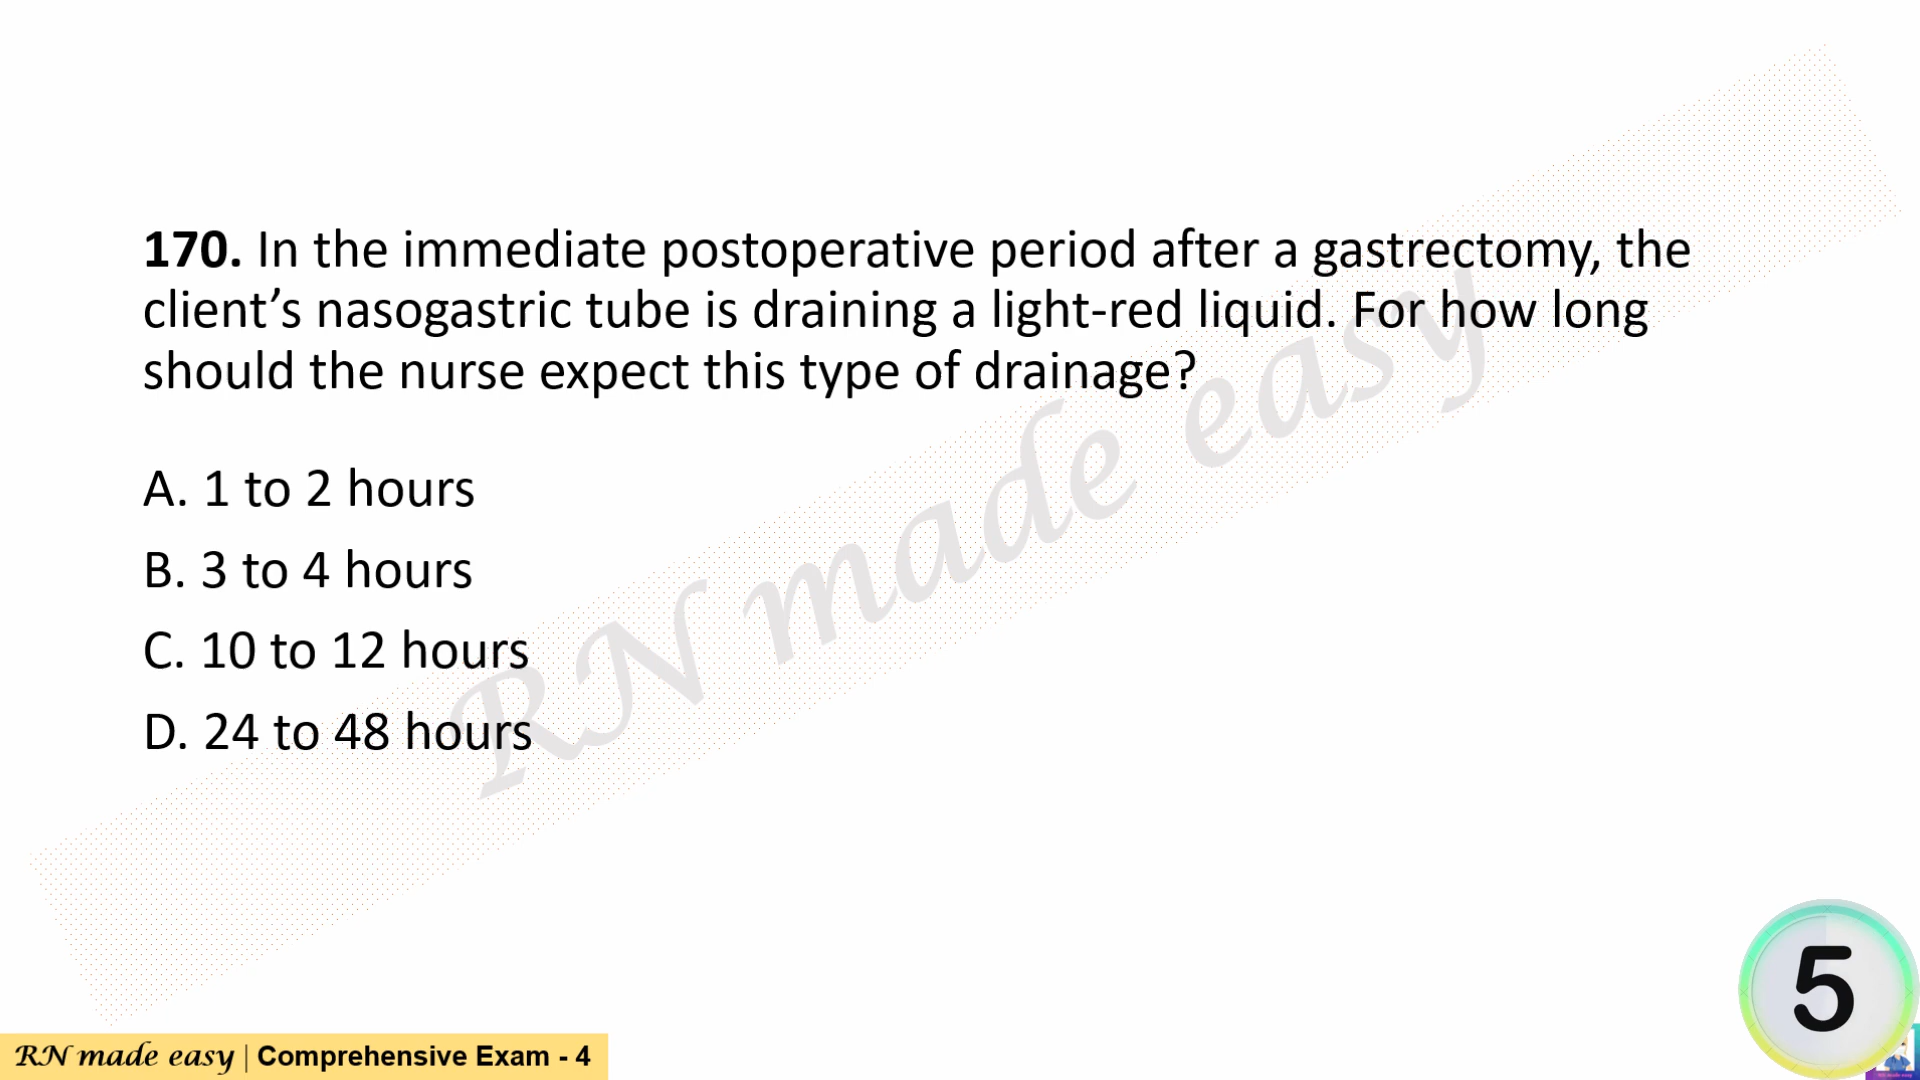 170. In the immediate postoperative period after a gastrectomy, the
client’s nasogastric tube is draining a light-red liquid. For how long
should the nurse expect this type of drainage?
A. 1 to 2 hours
B. 3 to 4 hours
C. 10 to 12 hours
D. 24 to 48 hours
RN made easy
5
RN made easy | Comprehensive Exam - 4